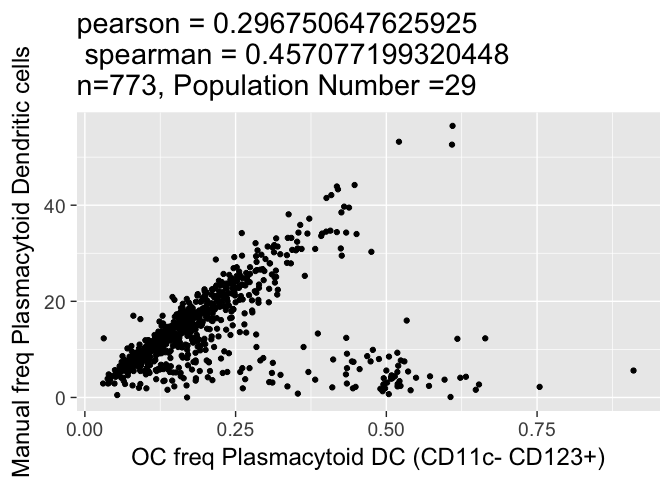 pearson = 0.296750647625925
spearman = 0.457077199320448
n=773, Population Number =29
Manual freq Plasmacytoid Dendritic cells
40
20
0
0.00
0.25
0.50
0.75
OC freq Plasmacytoid DC (CD11c- CD123+)